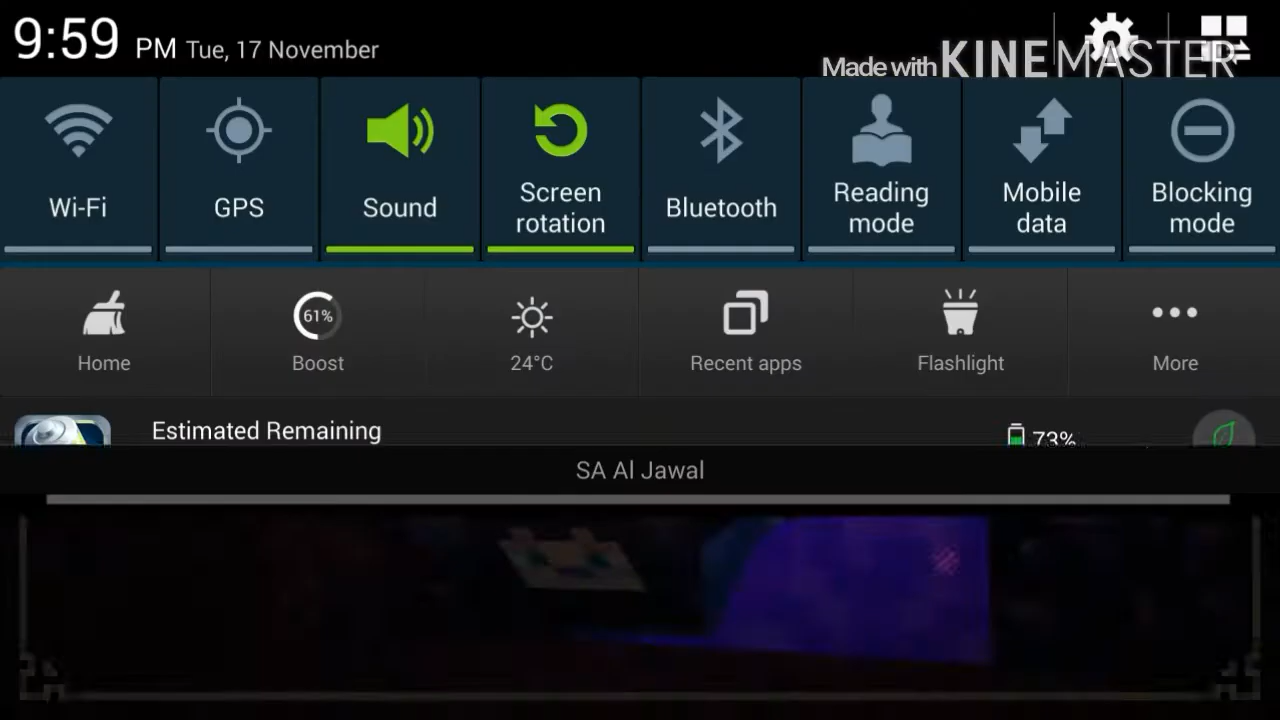 9:59 PM Tue, 17 November
Made with KINEMASTER
Wi-Fi
GPS
Sound
Screen
rotation
Bluetooth
Reading
mode
Mobile
data
Blocking
mode
Home
61%
Boost
24°C
Recent apps
Flashlight
More
Estimated Remaining
73%
SA Al Jawal